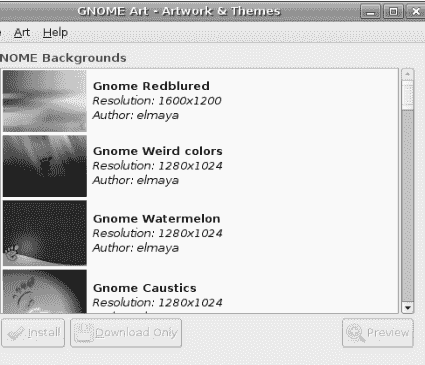 GNOME Art - Artwork & Themes
Art Help
NOME Backgrounds
Gnome Redblured
Resolution: 1600x1200
Author: elmaya
Gnome Weird colors
Resolution: 1280x1024
Author: elmaya
Gnome Watermelon
Resolution: 1280x1024
Author: elmaya
Gnome Caustics
Resolution: 1280x1024
Install Download Only Preview